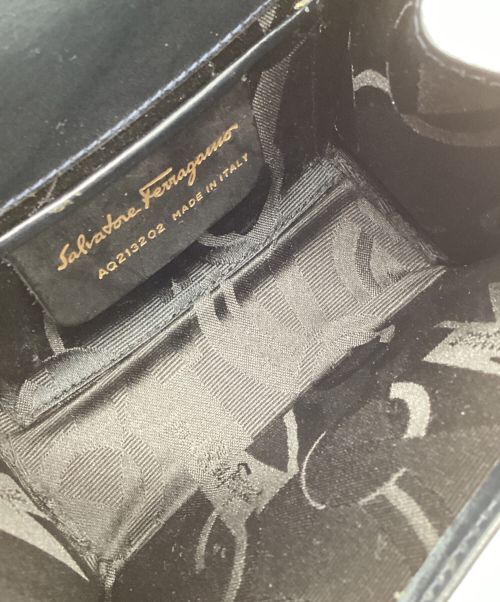 Salvatore Ferragamo
AQ213202 MADE IN ITALY